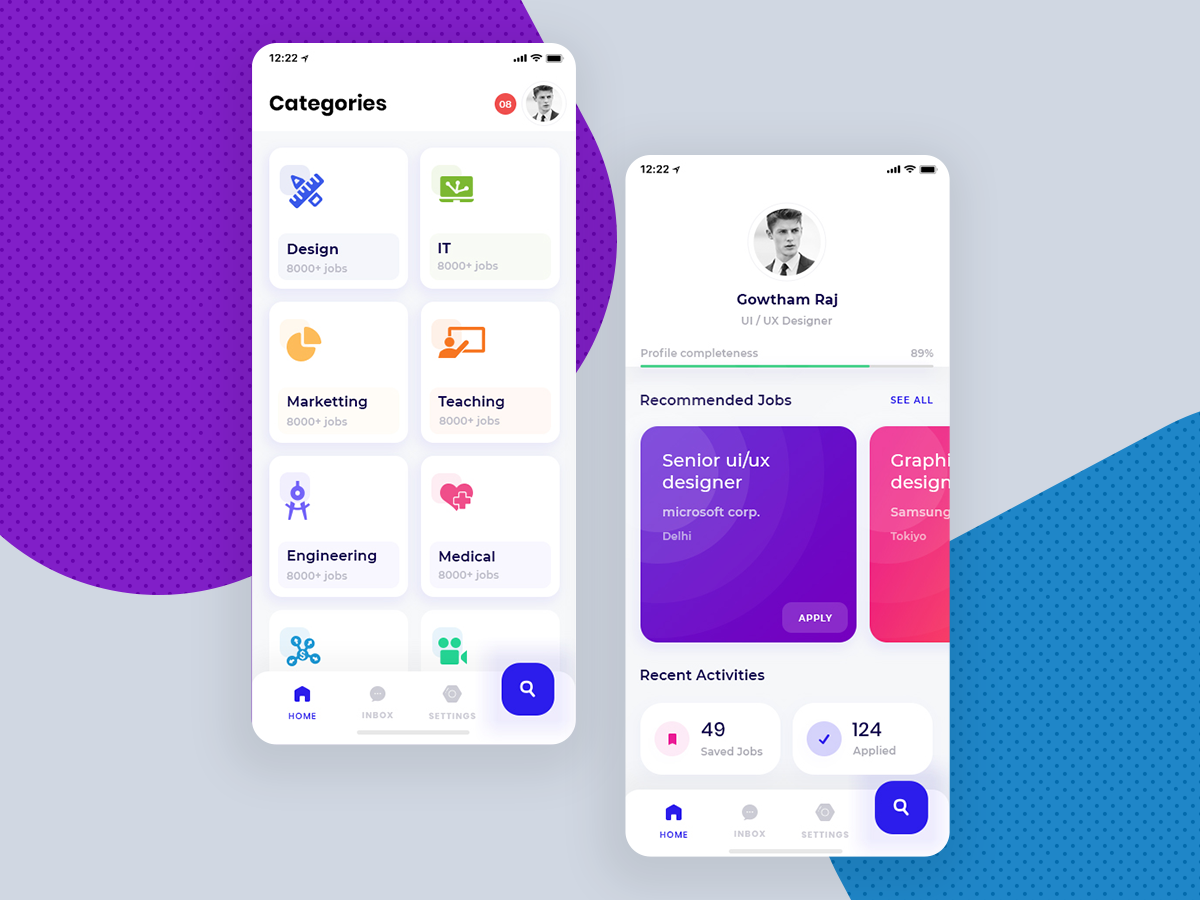 12:22
Categories
08
Design
8000+ jobs
IT
8000+ jobs
Marketting
8000+ jobs
Teaching
8000+ jobs
Engineering
8000+ jobs
Medical
8000+ jobs
$
HOME
INBOX
SETTINGS
12:22
Gowtham Raj
UI / UX Designer
Profile completeness
89%
Recommended Jobs
SEE ALL
Senior ui/ux
designer
microsoft corp.
Delhi
APPLY
Graphi
design
Samsung
Tokiyo
Recent Activities
49
Saved Jobs
124
Applied
HOME
INBOX
SETTINGS